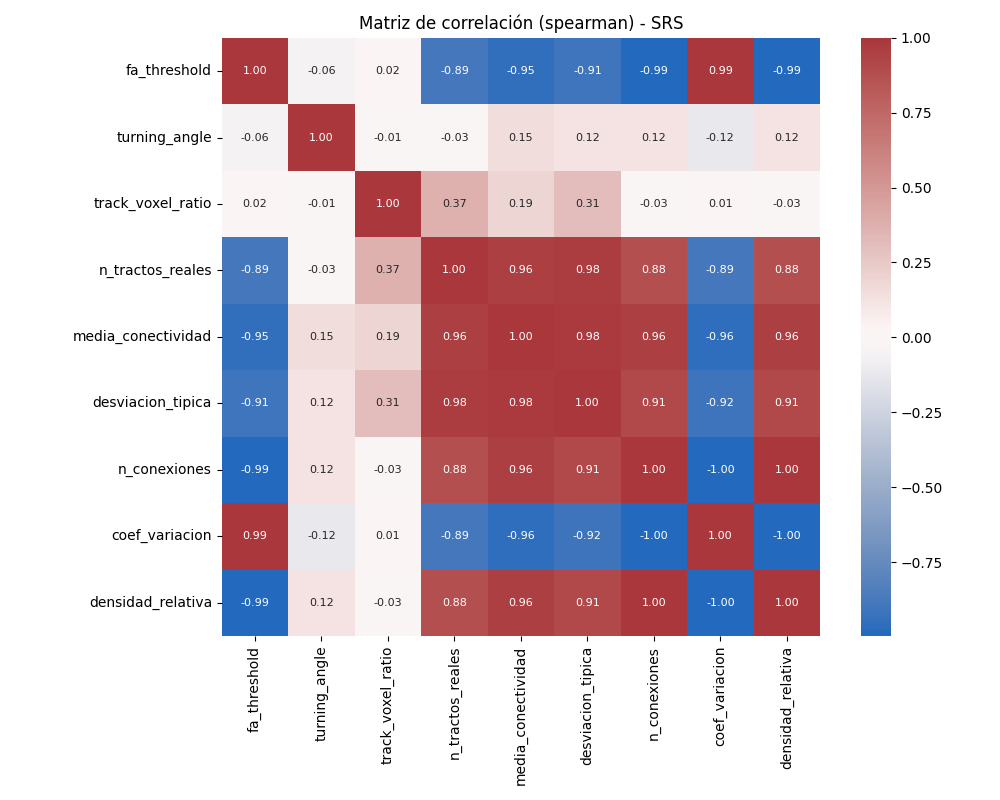 Matriz de correlación (spearman) - SRS
fa_threshold 1.00 -0.06 0.02 -0.89 -0.95 -0.91 -0.99 0.99 -0.99
turning_angle -0.06 1.00 -0.01 -0.03 0.15 0.12 0.12 -0.12 0.12
track_voxel_ratio 0.02 -0.01 1.00 0.37 0.19 0.31 -0.03 0.01 -0.03
n_tractos_reales -0.89 -0.03 0.37 1.00 0.96 0.98 0.88 -0.89 0.88
media_conectividad -0.95 0.15 0.19 0.96 1.00 0.98 0.96 -0.96 0.96
desviacion_tipica -0.91 0.12 0.31 0.98 0.98 1.00 0.91 -0.92 0.91
n_conexiones -0.99 0.12 -0.03 0.88 0.96 0.91 1.00 -1.00 1.00
coef_variacion 0.99 -0.12 0.01 -0.89 -0.96 -0.92 -1.00 1.00 -1.00
densidad_relativa -0.99 0.12 -0.03 0.88 0.96 0.91 1.00 -1.00 1.00
fa_threshold
turning_angle
track_voxel_ratio
n_tractos_reales
media_conectividad
desviacion_tipica
n_conexiones
coef_variacion
densidad_relativa
1.00
0.75
0.50
0.25
0.00
−0.25
−0.50
−0.75